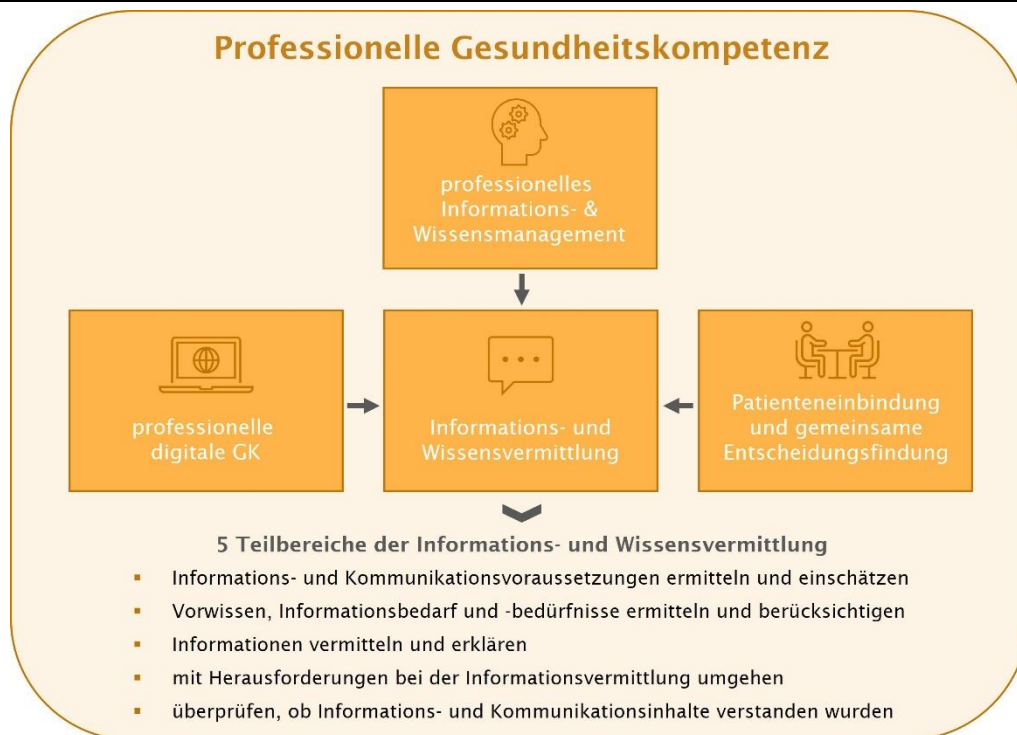 Professionelle Gesundheitskompetenz
professionelles
Informations- &
Wissensmanagement
professionelle
digitale GK
Informations- und
Wissensvermittlung
Patienteneinbindung
und gemeinsame
Entscheidungsfindung
5 Teilbereiche der Informations- und Wissensvermittlung
▪ Informations- und Kommunikationsvoraussetzungen ermitteln und einschätzen
▪ Vorwissen, Informationsbedarf und -bedürfnisse ermitteln und berücksichtigen
▪ Informationen vermitteln und erklären
▪ mit Herausforderungen bei der Informationsvermittlung umgehen
▪ überprüfen, ob Informations- und Kommunikationsinhalte verstanden wurden